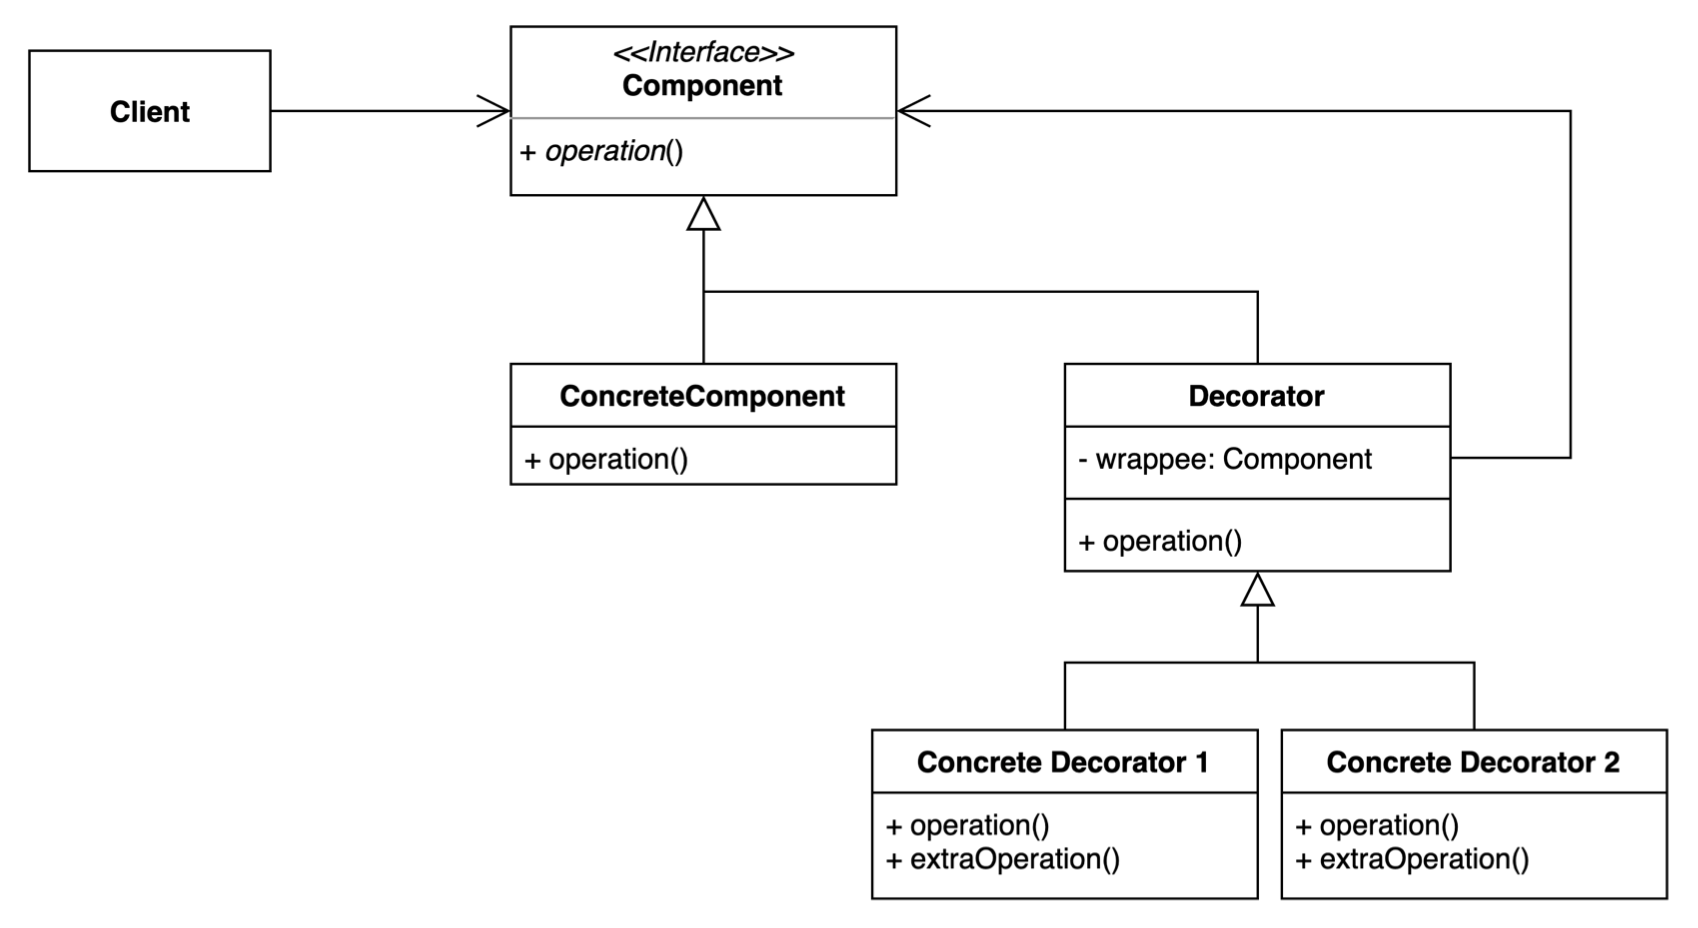 Client
<<Interface>>
Component
+ operation()
ConcreteComponent
+ operation()
Decorator
- wrappee: Component
+ operation()
Concrete Decorator 1
+ operation()
+ extraOperation()
Concrete Decorator 2
+ operation()
+ extraOperation()